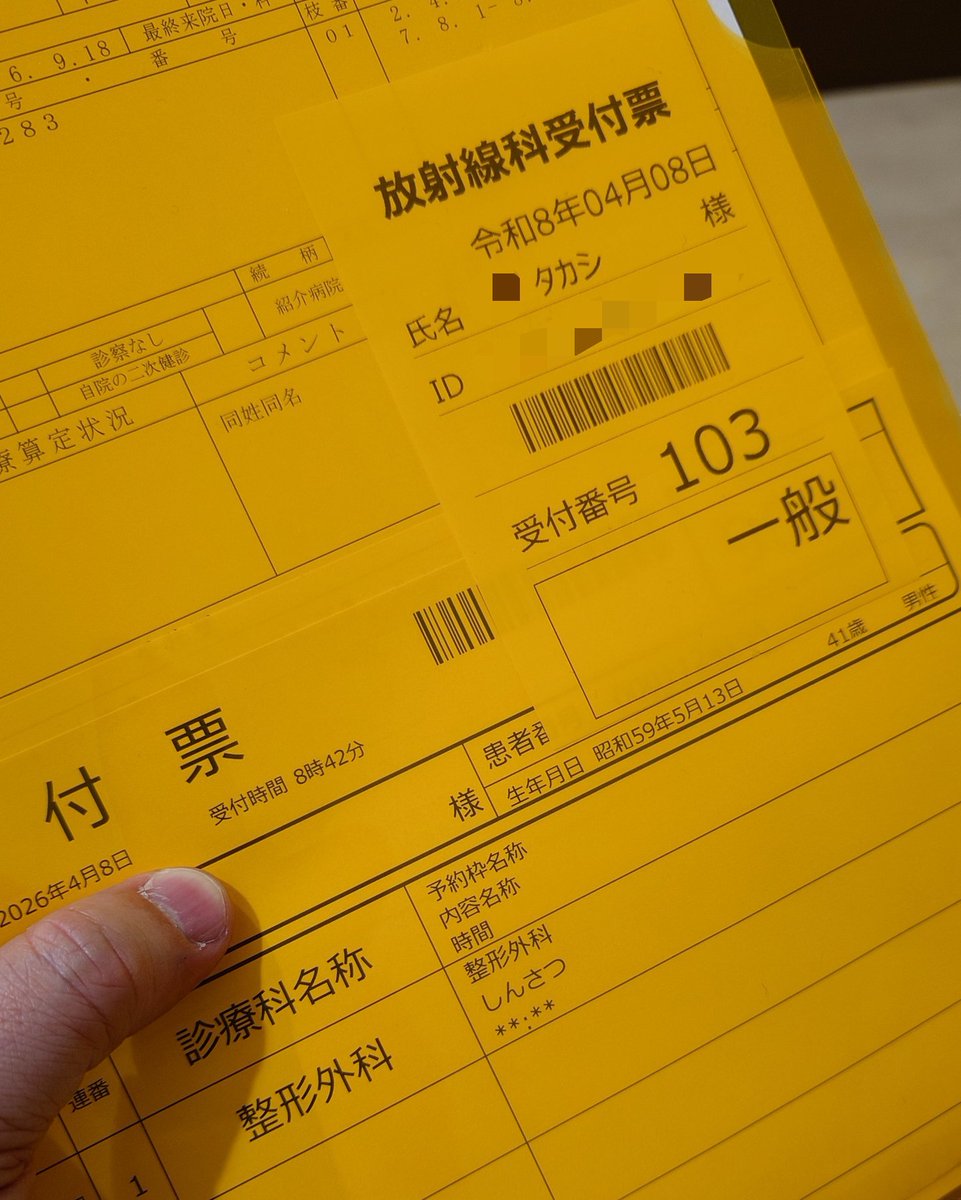 6. 9.18
最終来院日・科
枝番
01
2. 4.
7. 8. 1- 8.
号 ・ 番 号
283
放射線科受付票
令和8年04月08日
氏名 タカシ 様
ID
受付番号 103
一般
続 柄
紹介病院
診察なし
自院の二次健診
コメント
療算定状況
同姓同名
付 票
受付時間 8時42分
2026年4月8日
様
患者
生年月日 昭和59年5月13日
41歳 男性
予約枠名称
内容名称
時間
診療科名称
整形外科
しんさつ
**:**
連番
1
整形外科